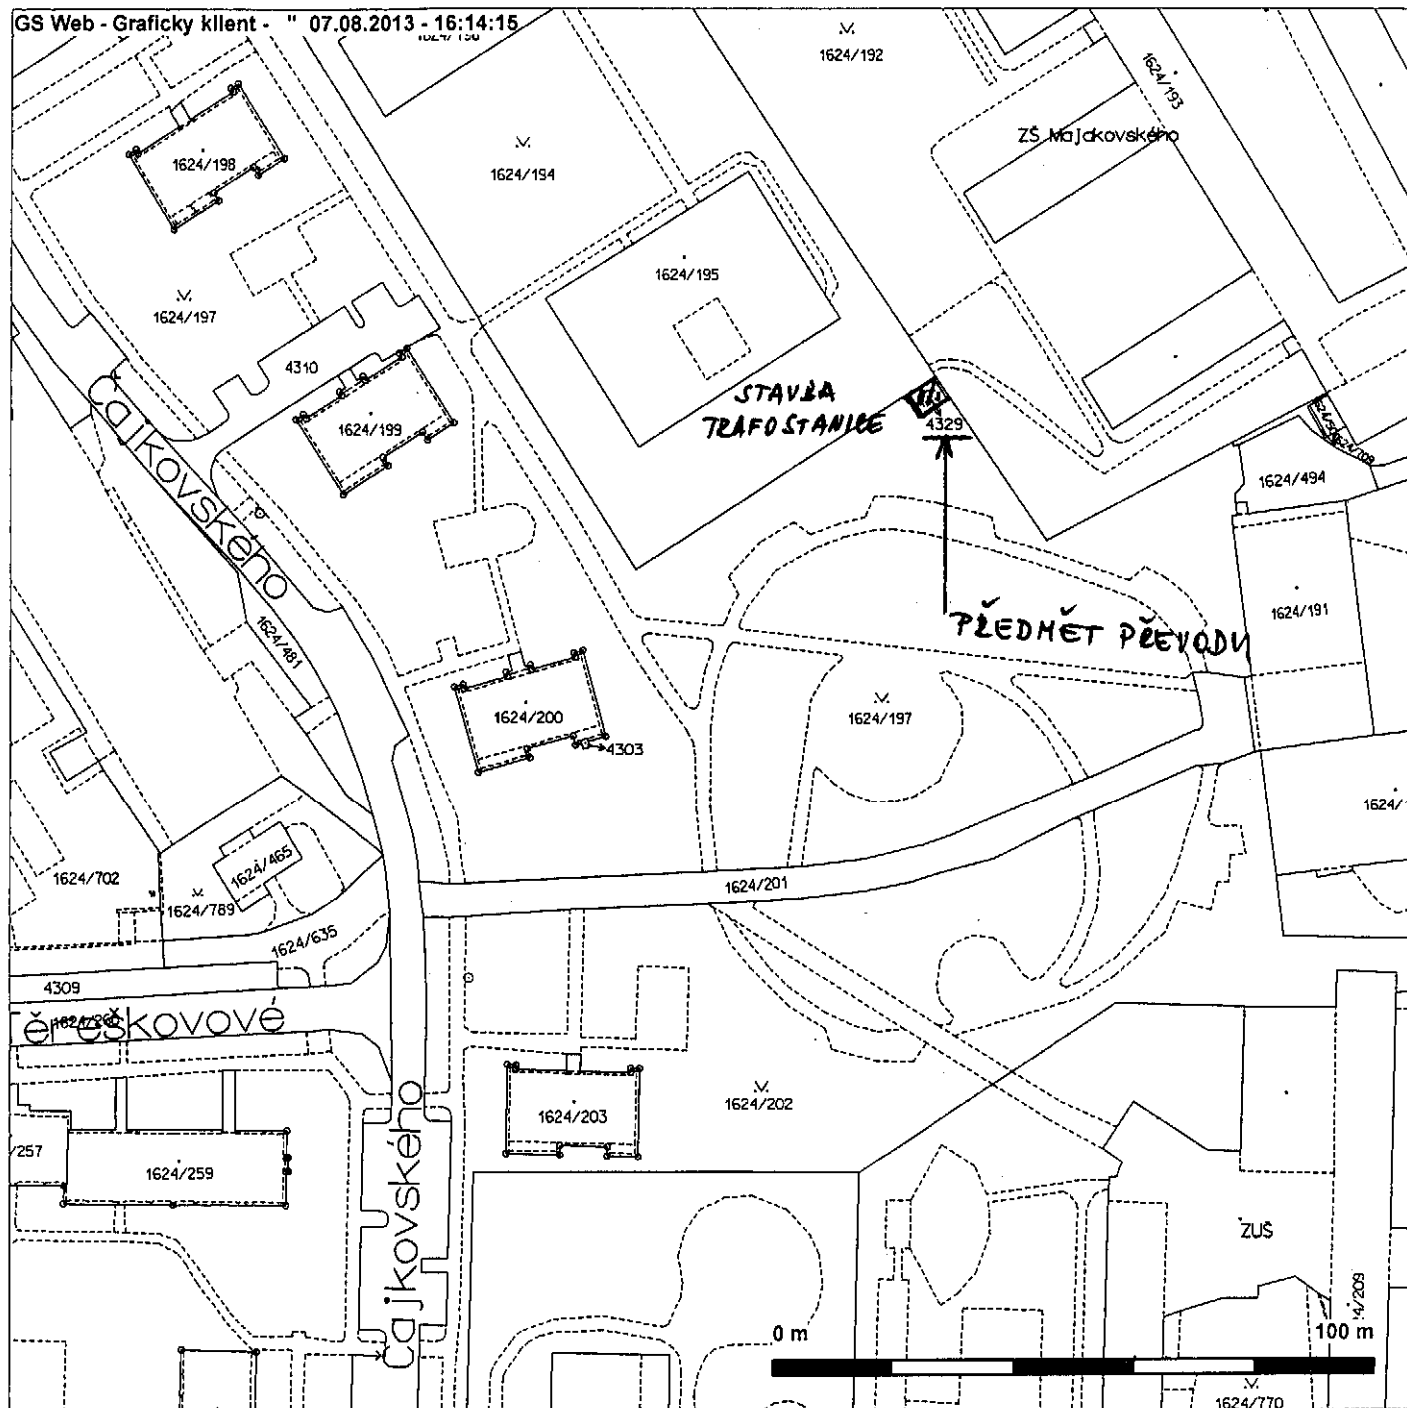 GS Web - Graficky klient - " 07.08.2013 - 16:14:15
1624/192
1624/193
ZŠ Majakovského
1624/198
1624/194
1624/195
1624/197
4310
STAVBA
TRAFOSTANICE
4329
1624/199
Čajkovského
1624/494
1624/191
1624/481
PŘEDMĚT PŘEVODU
1624/200
4303
1624/197
1624/465
1624/702
1624/789
1624/201
1624/635
4309
Těreškovové
1624/203
1624/202
/257
1624/259
Čajkovského
ZUŠ
4/209
0 m
100 m
1624/770